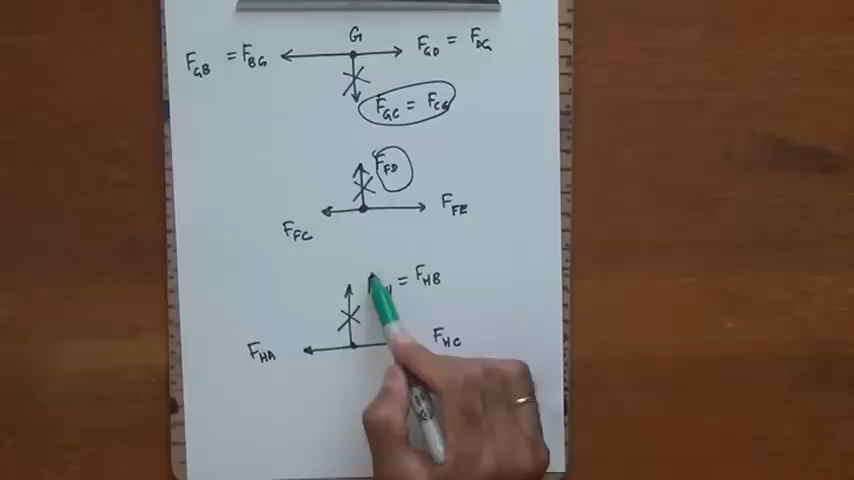 G
F_GB = F_BG F_GD = F_DG
F_GC = F_CG
F_FD
F_FC F_FE
= F_HB
F_HA F_HC